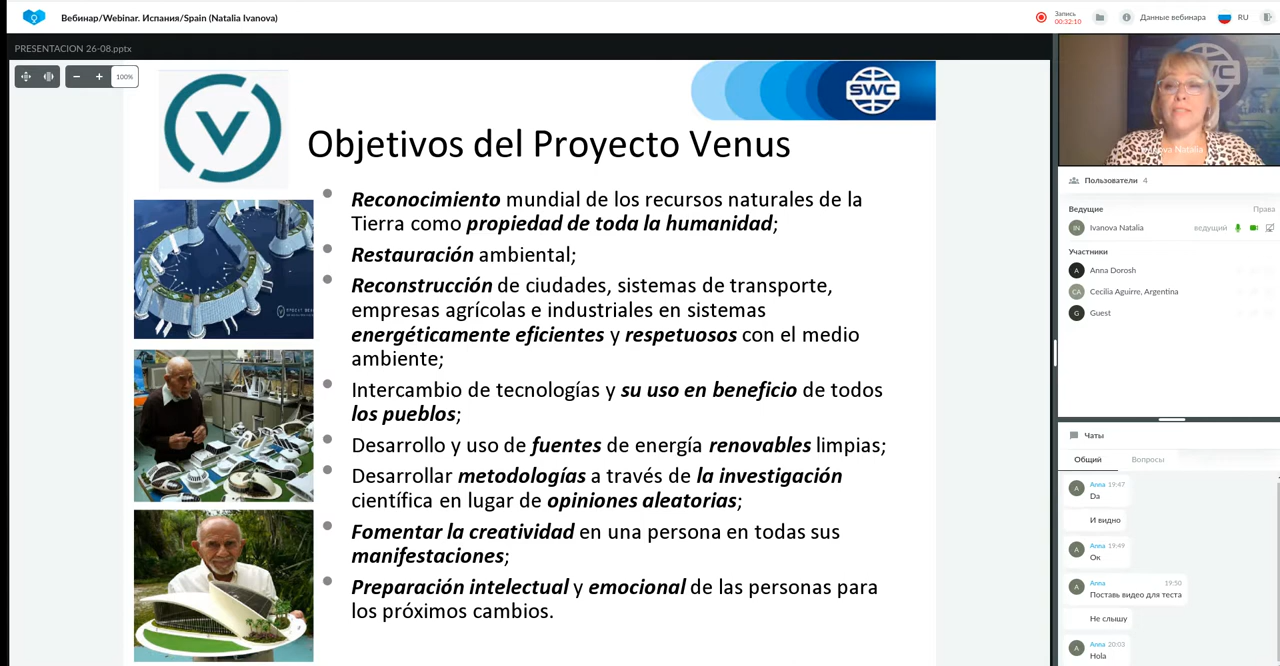 Вебинар/Webinar. Испания/Spain (Natalia Ivanova)
Запись
00:32:10
Данные вебинара
RU
PRESENTACION 26-08.pptx
100%
V
SWC
Objetivos del Proyecto Venus
Reconocimiento mundial de los recursos naturales de la
Tierra como propiedad de toda la humanidad;
Restauración ambiental;
Reconstrucción de ciudades, sistemas de transporte,
empresas agrícolas e industriales en sistemas
energéticamente eficientes y respetuosos con el medio
ambiente;
Intercambio de tecnologías y su uso en beneficio de todos
los pueblos;
Desarrollo y uso de fuentes de energía renovables limpias;
Desarrollar metodologías a través de la investigación
científica en lugar de opiniones aleatorias;
Fomentar la creatividad en una persona en todas sus
manifestaciones;
Preparación intelectual y emocional de las personas para
los próximos cambios.
Natalia
Пользователи 4
Ведущие Права
IN Ivanova Natalia ведущий
Участники
A Anna Dorosh
CA Cecilia Aguirre, Argentina
G Guest
Чаты
Общий Вопросы
Anna 19:47
A Da
И видно
Anna 19:49
A Ок
Anna 19:50
A Поставь видео для теста
Не слышу
Anna 20:03
A Hola